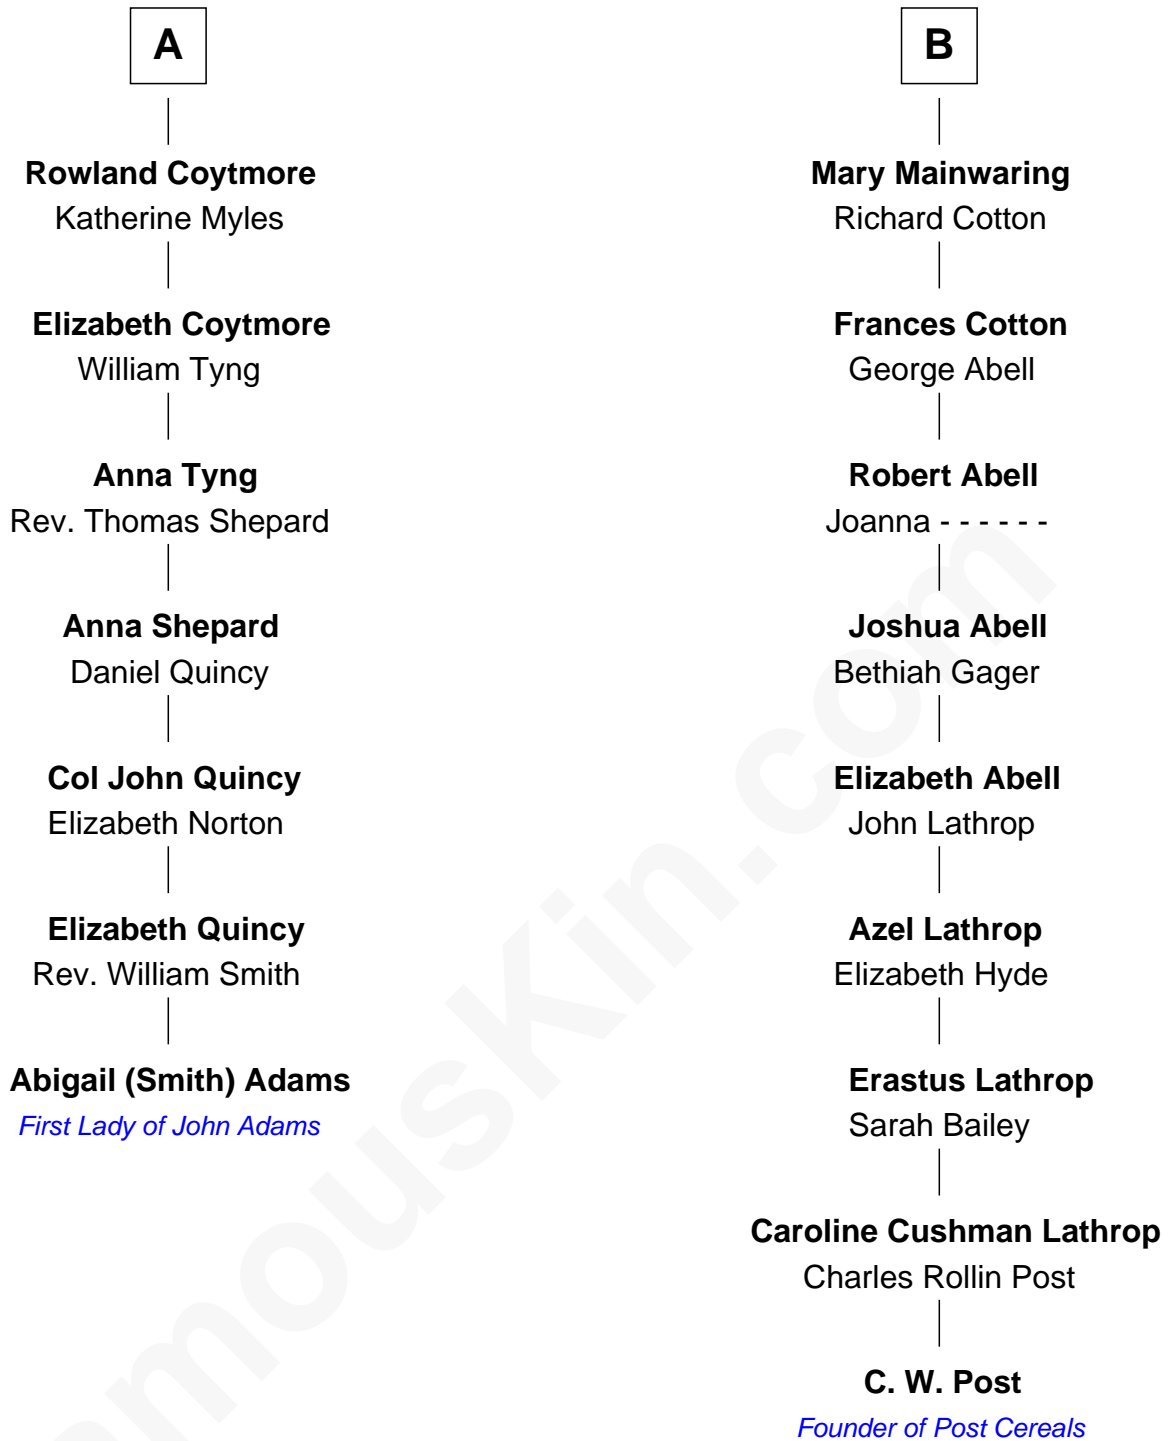 A
Rowland Coytmore
Katherine Myles
Elizabeth Coytmore
William Tyng
Anna Tyng
Rev. Thomas Shepard
Anna Shepard
Daniel Quincy
Col John Quincy
Elizabeth Norton
Elizabeth Quincy
Rev. William Smith
Abigail (Smith) Adams
First Lady of John Adams
B
Mary Mainwaring
Richard Cotton
Frances Cotton
George Abell
Robert Abell
Joanna - - - - - -
Joshua Abell
Bethiah Gager
Elizabeth Abell
John Lathrop
Azel Lathrop
Elizabeth Hyde
Erastus Lathrop
Sarah Bailey
Caroline Cushman Lathrop
Charles Rollin Post
C. W. Post
Founder of Post Cereals
amouskin.com